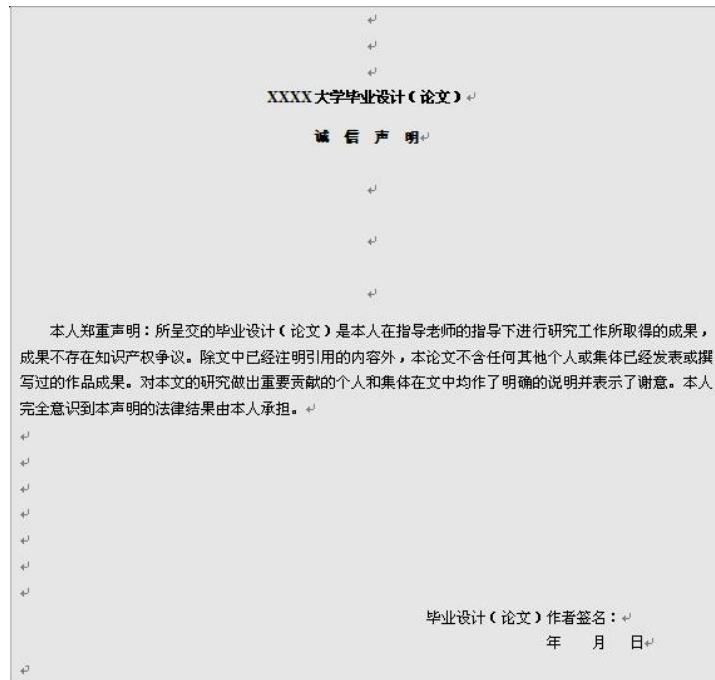 XXXX大学毕业设计（论文）
诚 信 声 明
本人郑重声明：所呈交的毕业设计（论文）是本人在指导老师的指导下进行研究工作所取得的成果，
成果不存在知识产权争议。除文中已经注明引用的内容外，本论文不含任何其他个人或集体已经发表或撰
写过的作品成果。对本文的研究做出重要贡献的个人和集体在文中均作了明确的说明并表示了谢意。本人
完全意识到本声明的法律结果由本人承担。
毕业设计（论文）作者签名：
年 月 日